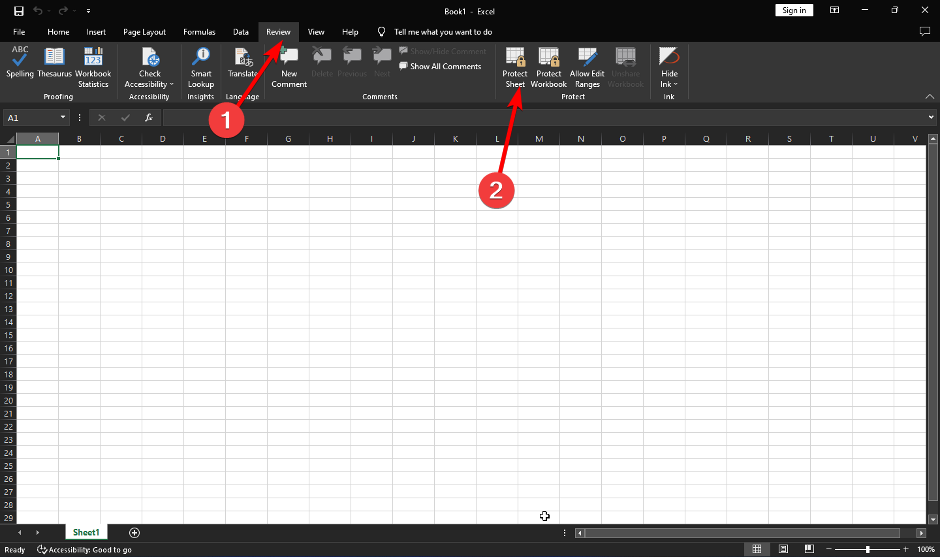 Book1 - Excel
Sign in
File Home Insert Page Layout Formulas Data Review View Help Tell me what you want to do
ABC
Spelling
Thesaurus
123
Workbook
Statistics
Proofing
Check
Accessibility
Accessibility
Smart
Lookup
Insights
Translate
Language
New
Comment
Delete
Previous
Next
Show/Hide Comment
Show All Comments
Comments
Protect
Sheet
Protect
Workbook
Allow Edit
Ranges
Unshare
Workbook
Protect
Hide
Ink
Ink
1
2
A1
fx
A B C D E F G H I J K L M N O P Q R S T U V
1
2
3
4
5
6
7
8
9
10
11
12
13
14
15
16
17
18
19
20
21
22
23
24
25
26
27
28
29
Sheet1
Ready Accessibility: Good to go
100%